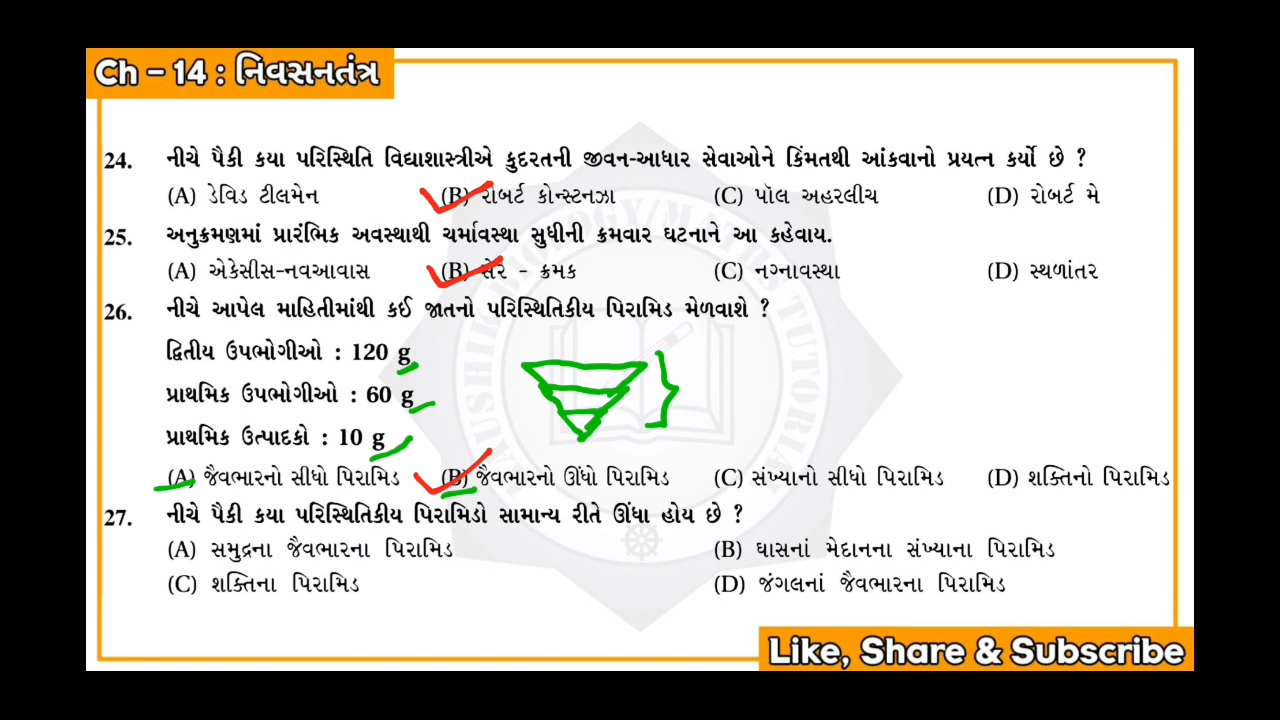 Ch – 14 : નિવસનતંત્ર
24. નીચે પૈકી કયા પરિસ્થિતિ વિદ્યાશાસ્ત્રીએ કુદરતની જીવન-આધાર સેવાઓને કિંમતથી આંકવાનો પ્રયત્ન કર્યો છે ?
(A) ડેવિડ ટીલમેન (B) રોબર્ટ કોન્સ્ટનઝા (C) પૉલ અહરલીચ (D) રોબર્ટ મે
25. અનુક્રમણમાં પ્રારંભિક અવસ્થાથી ચર્માવસ્થા સુધીની ક્રમવાર ઘટનાને આ કહેવાય.
(A) એકેસીસ-નવઆવાસ (B) સેરે - ક્રમક (C) નગ્નાવસ્થા (D) સ્થળાંતર
26. નીચે આપેલ માહિતીમાંથી કઈ જાતનો પરિસ્થિતિકીય પિરામિડ મેળવાશે ?
દ્વિતીય ઉપભોગીઓ : 120 g
પ્રાથમિક ઉપભોગીઓ : 60 g
પ્રાથમિક ઉત્પાદકો : 10 g
(A) જૈવભારનો સીધો પિરામિડ (B) જૈવભારનો ઊંધો પિરામિડ (C) સંખ્યાનો સીધો પિરામિડ (D) શક્તિનો પિરામિડ
27. નીચે પૈકી કયા પરિસ્થિતિકીય પિરામિડો સામાન્ય રીતે ઊંધા હોય છે ?
(A) સમુદ્રના જૈવભારના પિરામિડ (B) ઘાસનાં મેદાનના સંખ્યાના પિરામિડ
(C) શક્તિના પિરામિડ (D) જંગલનાં જૈવભારના પિરામિડ
Like, Share & Subscribe